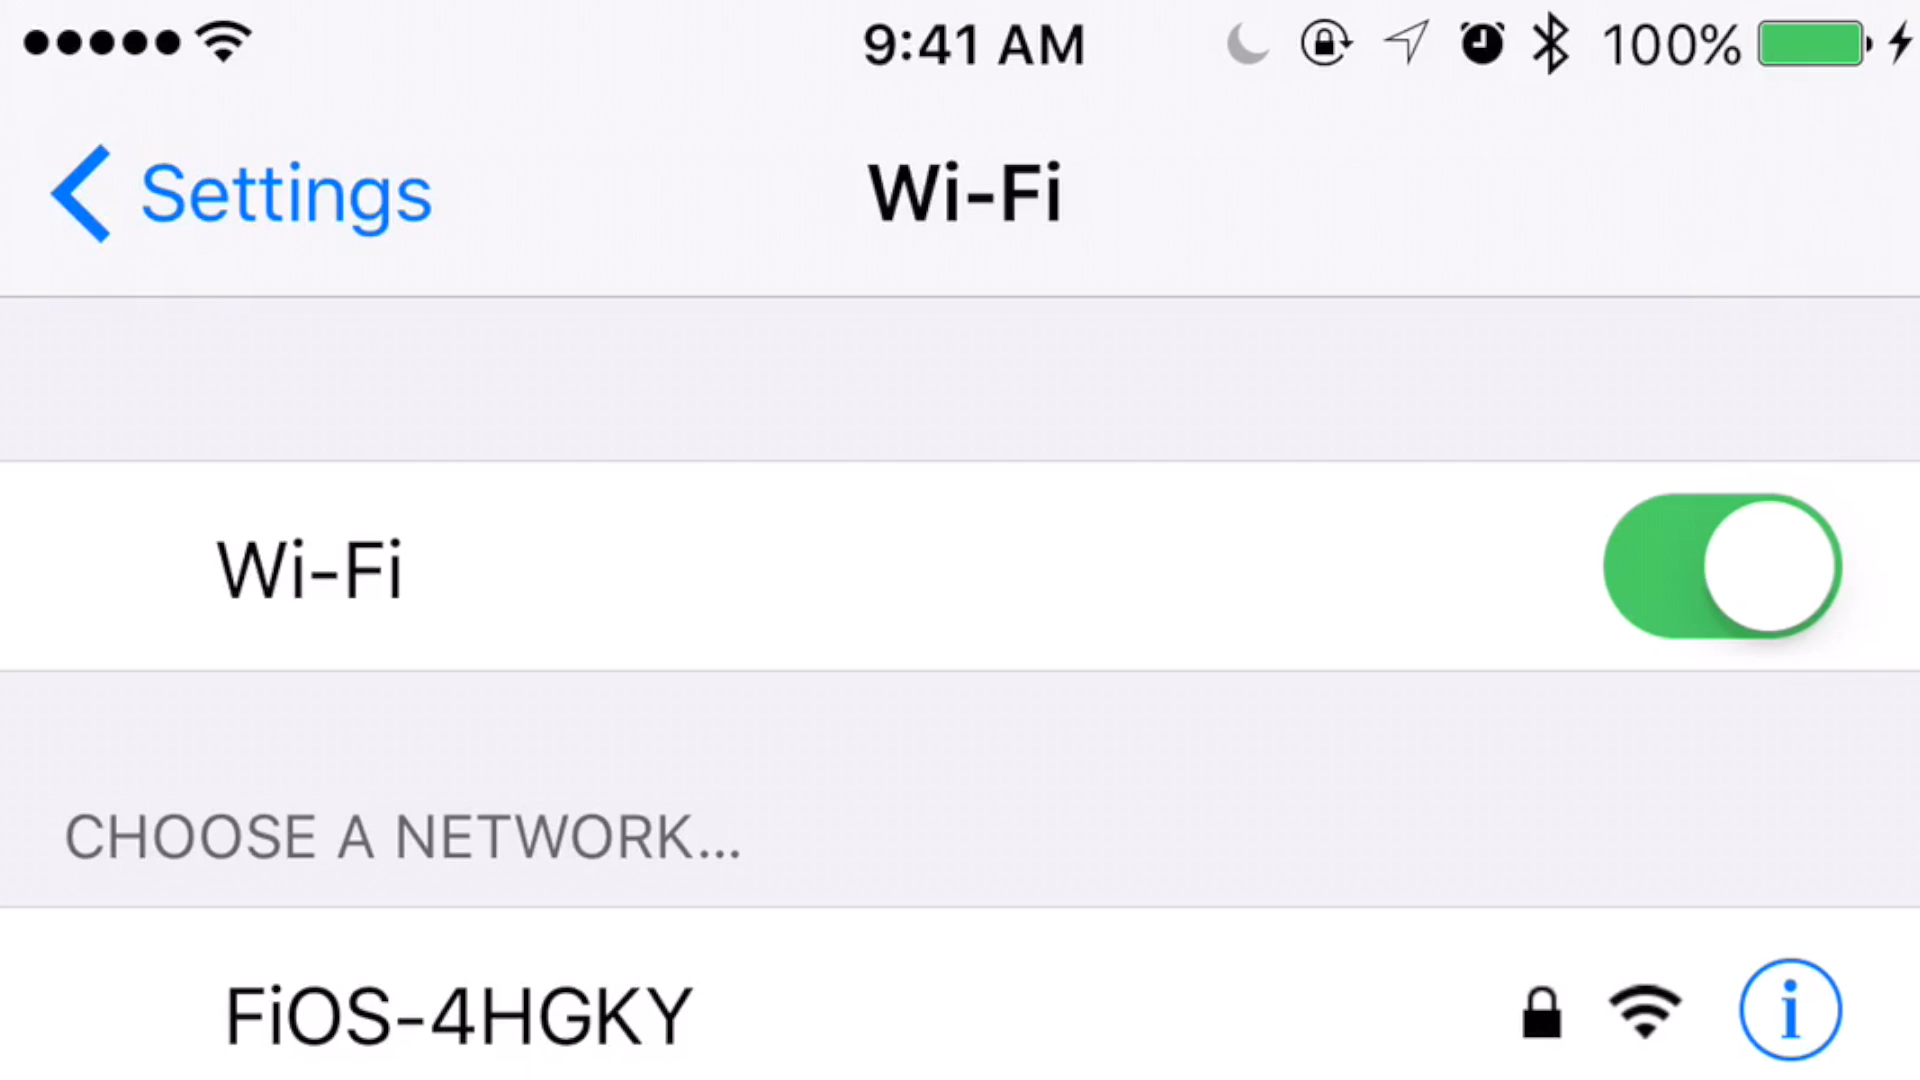 9:41 AM 100%
Settings Wi-Fi
Wi-Fi
CHOOSE A NETWORK...
FiOS-4HGKY